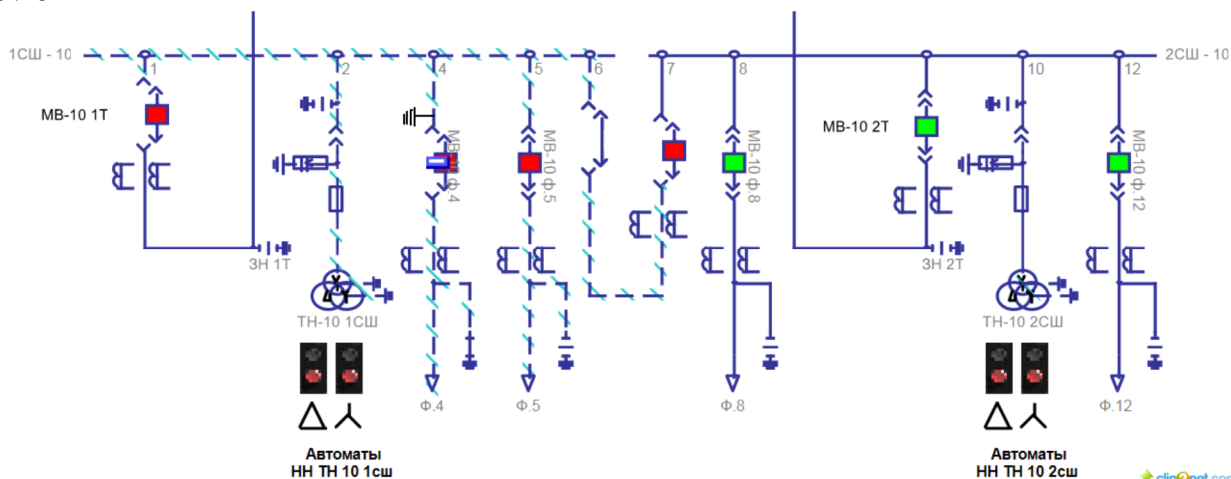 1СШ - 10
2СШ - 10
1
2
4
5
6
7
8
10
12
МВ-10 1Т
МВ-10 ф.4
МВ-10 ф.5
МВ-10 ф.8
МВ-10 2Т
МВ-10 ф.12
ЗН 1Т
ЗН 2Т
ТН-10 1СШ
ТН-10 2СШ
Ф.4
Ф.5
Ф.8
Ф.12
Автоматы
НН ТН 10 1сш
Автоматы
НН ТН 10 2сш